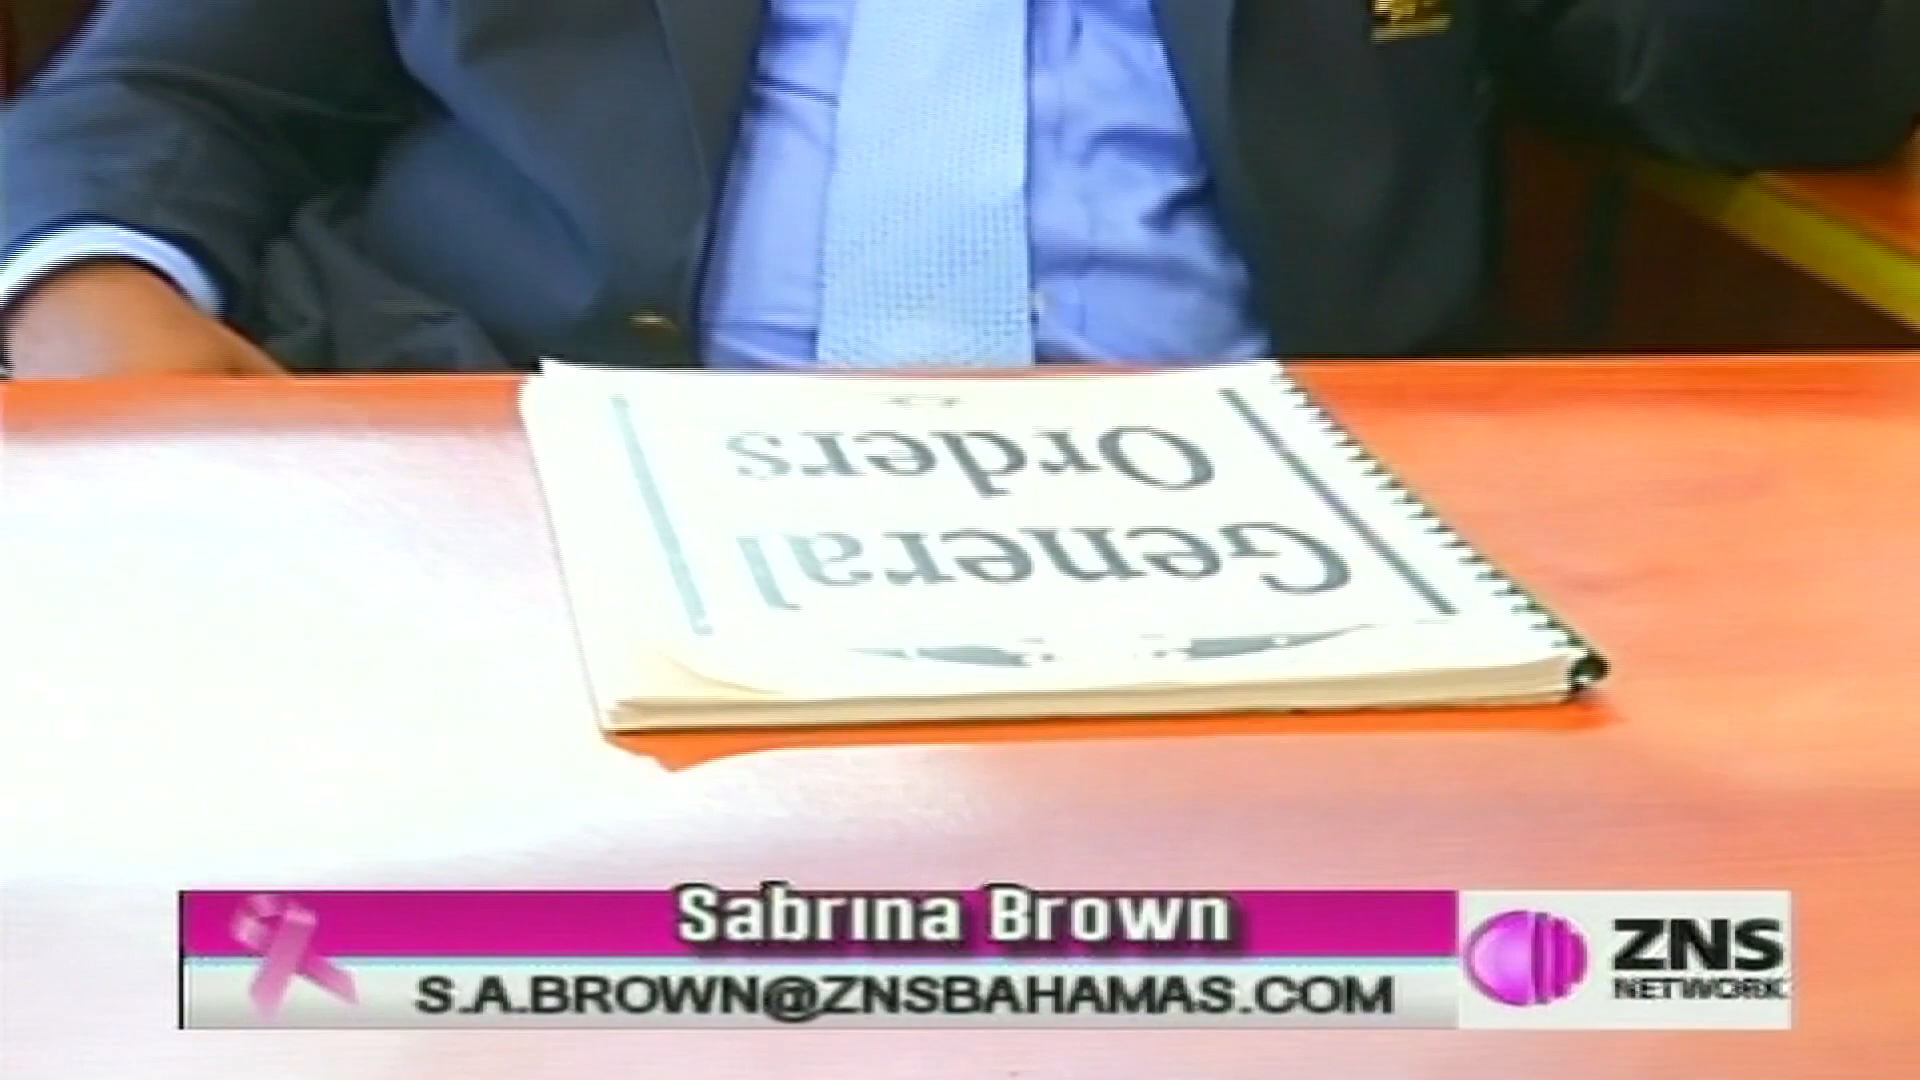 General
Orders
Sabrina Brown
S.A.BROWN@ZNSBAHAMAS.COM
ZNS
NETWORK